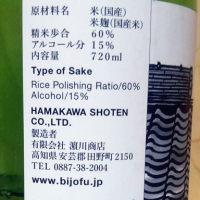 原材料名 米(国産)
米麹(国産米)
精米歩合 60%
アルコール分 15%
内容量 720ml
Type of Sake
Rice Polishing Ratio/60%
Alcohol/15%
HAMAKAWA SHOTEN
CO.,LTD.
製造者
有限会社 濵川商店
高知県安芸郡田野町2150
TEL 0887-38-2004
www.bijofu.jp